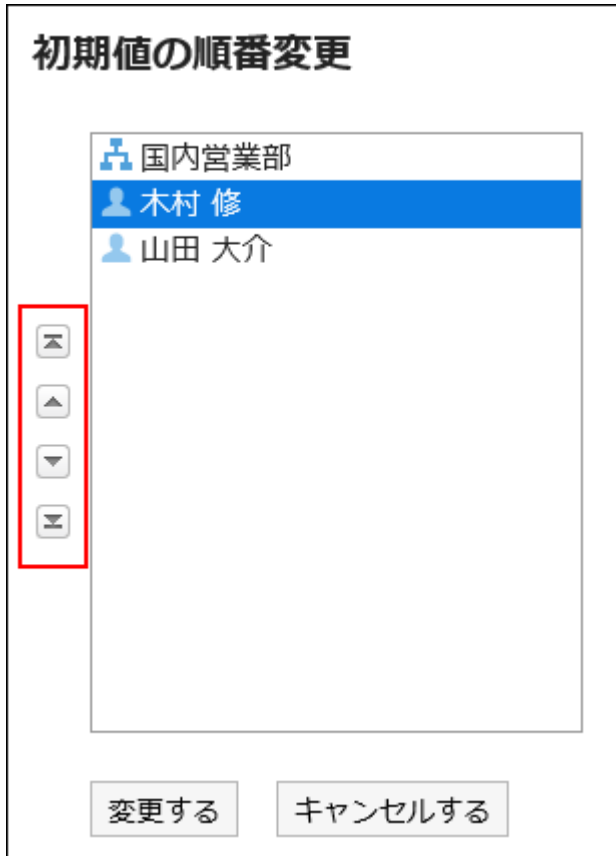 初期値の順番変更
国内営業部
木村 修
山田 大介
変更する
キャンセルする